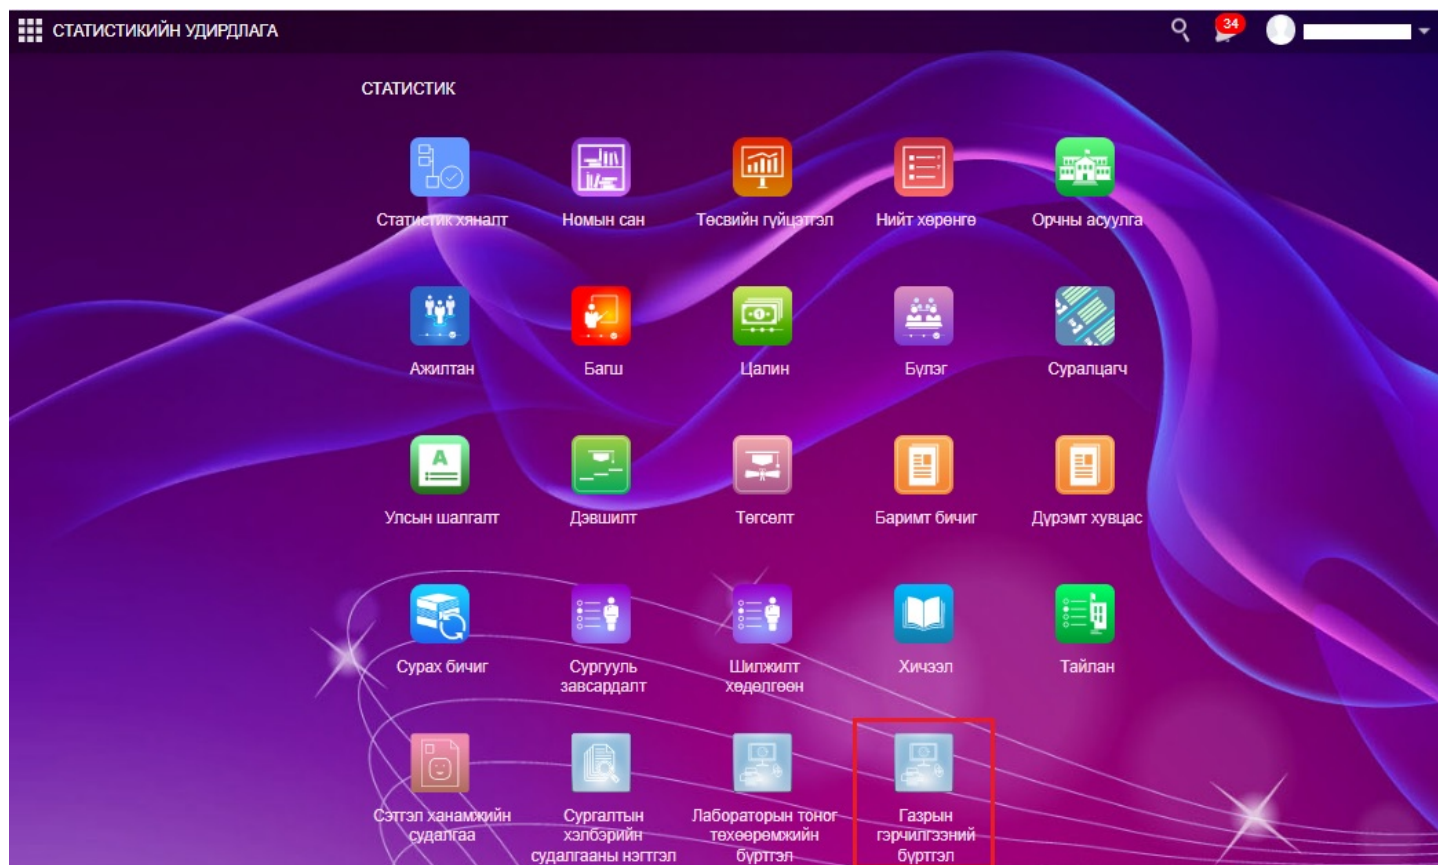 СТАТИСТИКИЙН УДИРДЛАГА
34
СТАТИСТИК
Статистик хяналт
Номын сан
Төсвийн гүйцэтгэл
Нийт хөрөнгө
Орчны асуулга
Ажилтан
Багш
Цалин
Бүлэг
Суралцагч
Улсын шалгалт
Дэвшилт
Төгсөлт
Баримт бичиг
Дүрэмт хувцас
Сурах бичиг
Сургууль
завсардалт
Шилжилт
хөдөлгөөн
Хичээл
Тайлан
Сэтгэл ханамжийн
судалгаа
Сургалтын
хэлбэрийн
судалгааны нэгтгэл
Лабораторын тоног
төхөөрөмжийн
бүртгэл
Газрын
гэрчилгээний
бүртгэл